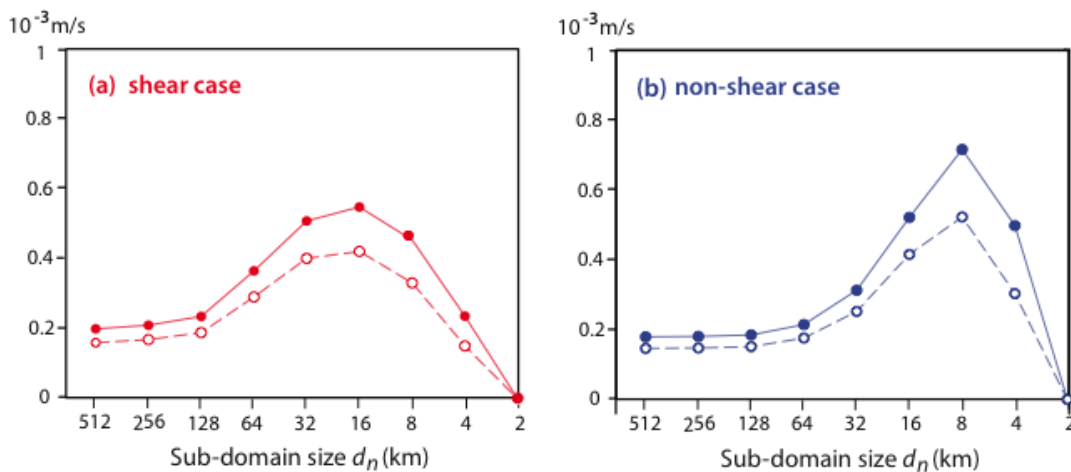 10⁻³m/s
1
0.8
0.6
0.4
0.2
0
(a) shear case
512 256 128 64 32 16 8 4 2
Sub-domain size dₙ (km)
10⁻³m/s
1
0.8
0.6
0.4
0.2
0
(b) non-shear case
512 256 128 64 32 16 8 4 2
Sub-domain size dₙ (km)